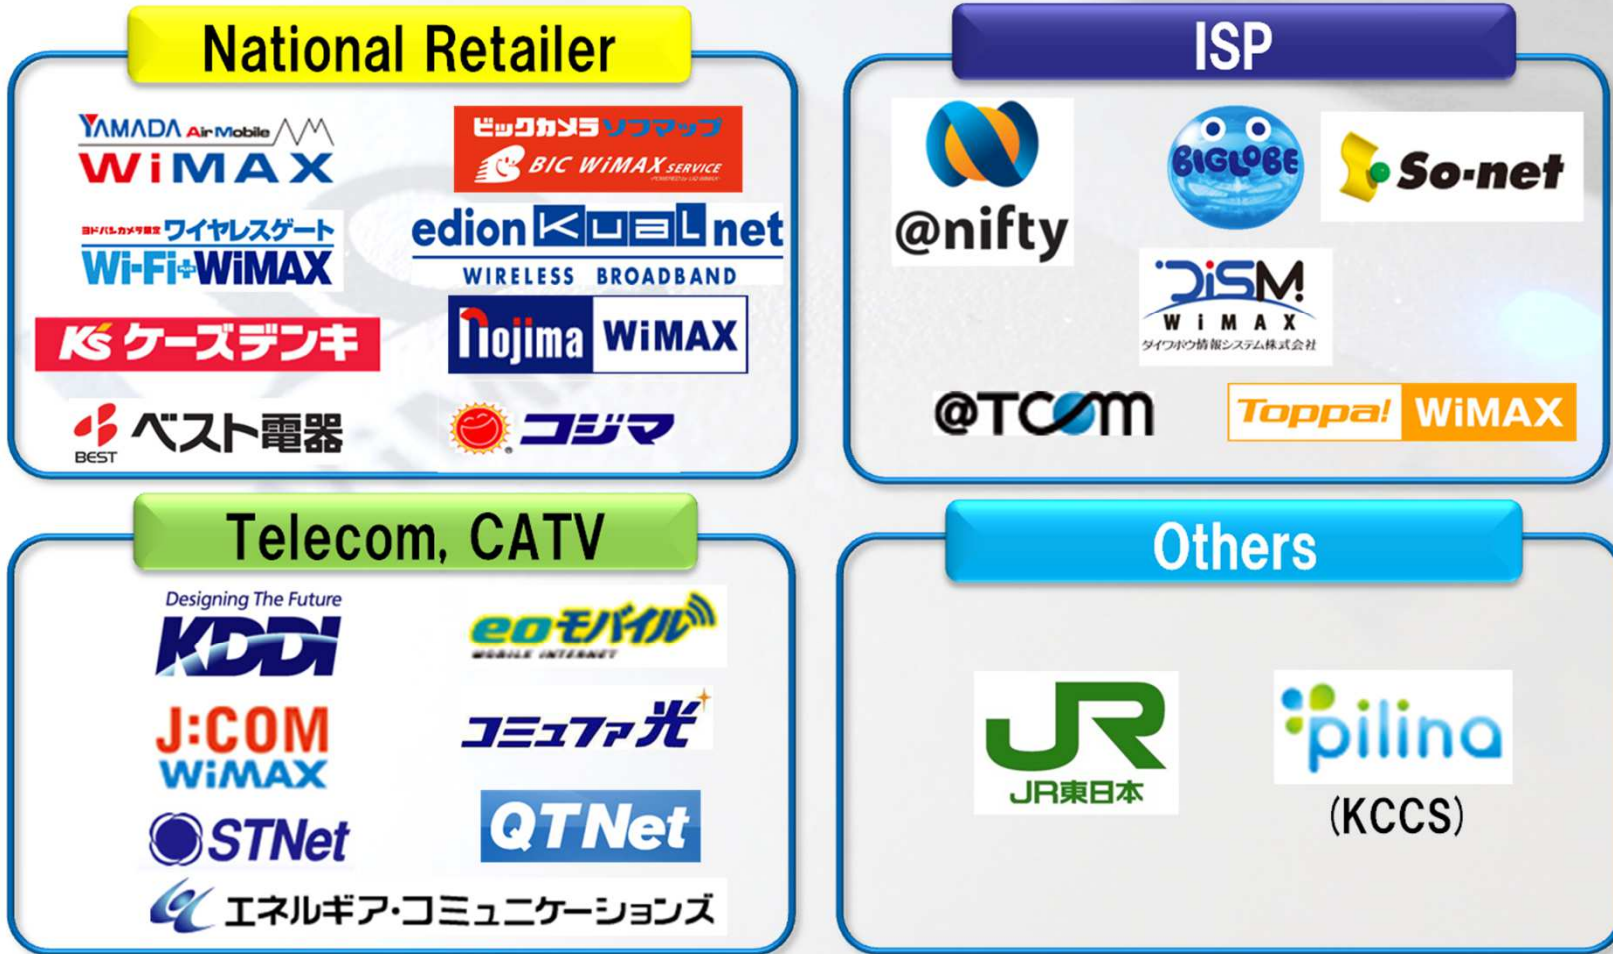 National Retailer
YAMADA Air Mobile
WiMAX
ビックカメラ ソフマップ
BIC WiMAX SERVICE
ヨドバシカメラ限定 ワイヤレスゲート
Wi-Fi+WiMAX
edion KUaL net
WIRELESS BROADBAND
K's ケーズデンキ
nojima WiMAX
BEST ベスト電器
コジマ
ISP
@nifty
BIGLOBE
So-net
DiSM
WiMAX
ダイワボウ情報システム株式会社
@TCOM
Toppa! WiMAX
Telecom, CATV
Designing The Future
KDDI
eoモバイル
MOBILE INTERNET
J:COM
WiMAX
コミュファ光
STNet
QTNet
エネルギア・コミュニケーションズ
Others
JR
JR東日本
pilina
(KCCS)